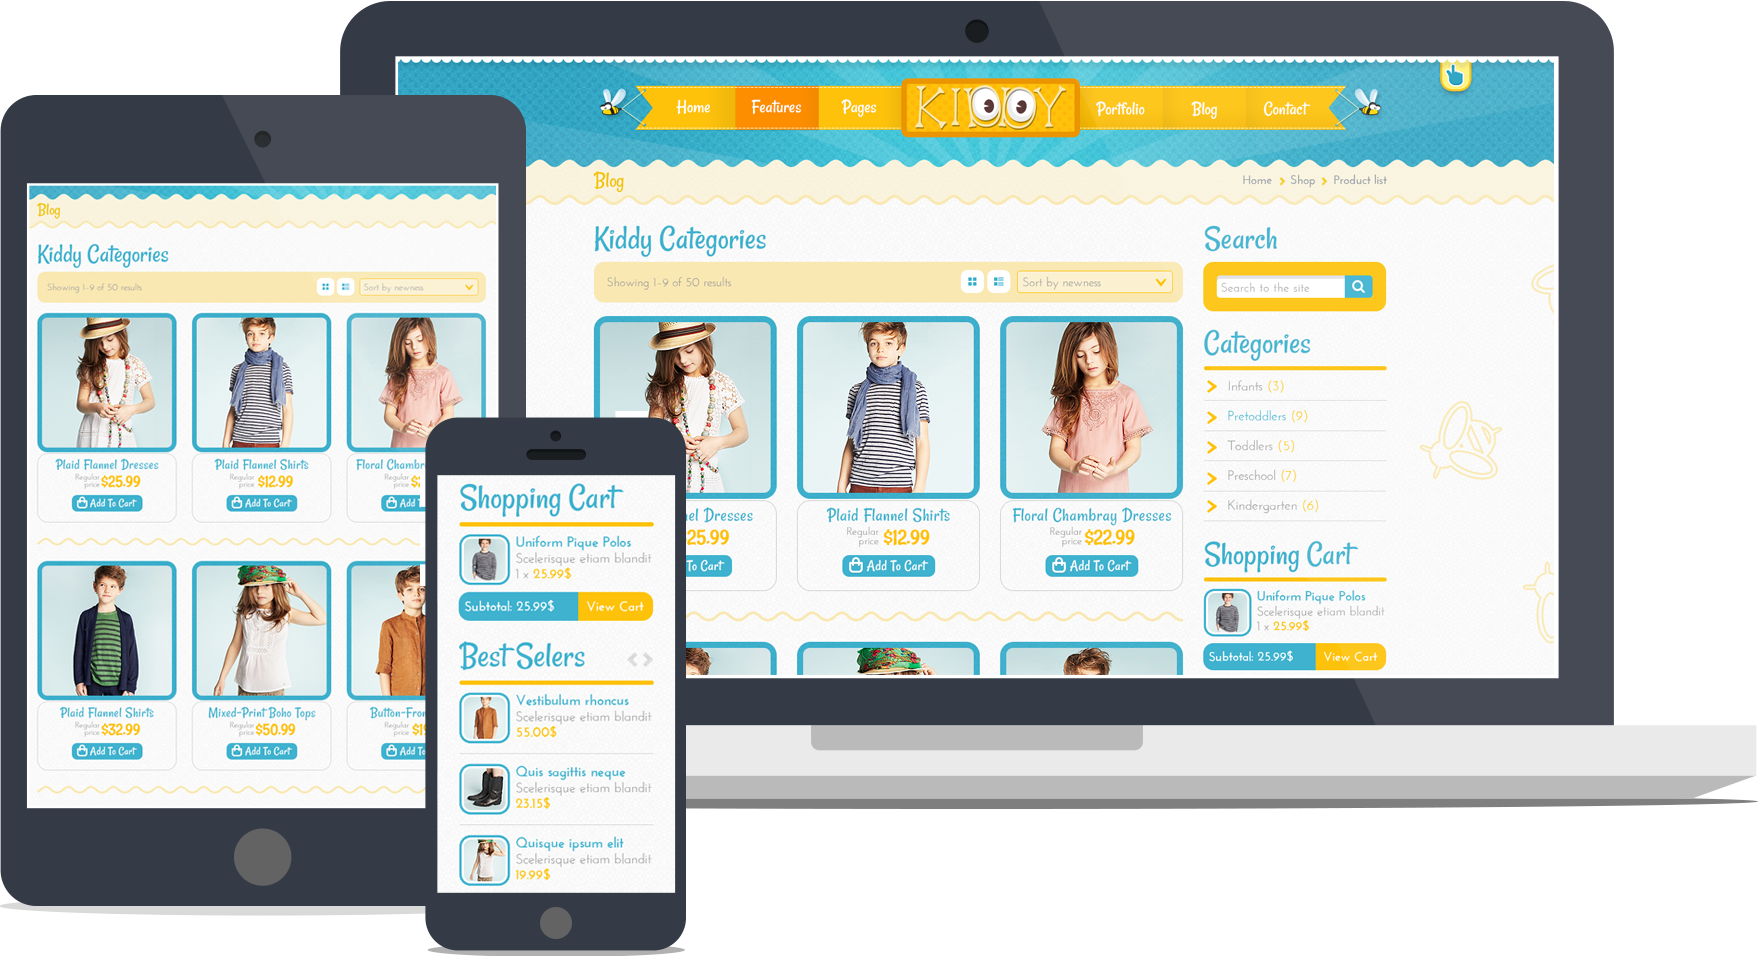 Home
Features
Pages
KIDDY
Portfolio
Blog
Contact
Blog
Home
Shop
Product list
Kiddy Categories
Showing 1-9 of 50 results
Sort by newness
el Dresses
25.99
To Cart
Plaid Flannel Shirts
Regular price $12.99
Add To Cart
Floral Chambray Dresses
Regular price $22.99
Add To Cart
Search
Search to the site
Categories
Infants (3)
Pretoddlers (9)
Toddlers (5)
Preschool (7)
Kindergarten (6)
Shopping Cart
Uniform Pique Polos
Scelerisque etiam blandit
1 x 25.99$
Subtotal: 25.99$ View Cart
Blog
Kiddy Categories
Showing 1-9 of 50 results
Sort by newness
Plaid Flannel Dresses
Regular price $25.99
Add To Cart
Plaid Flannel Shirts
Regular price $12.99
Add To Cart
Floral Chambr
Regular price $
Add T
Plaid Flannel Shirts
Regular price $32.99
Add To Cart
Mixed-Print Boho Tops
Regular price $50.99
Add To Cart
Button-Fron
Regular price $1
Add T
Shopping Cart
Uniform Pique Polos
Scelerisque etiam blandit
1 x 25.99$
Subtotal: 25.99$ View Cart
Best Selers
Vestibulum rhoncus
Scelerisque etiam blandit
55.00$
Quis sagittis neque
Scelerisque etiam blandit
23.15$
Quisque ipsum elit
Scelerisque etiam blandit
19.99$